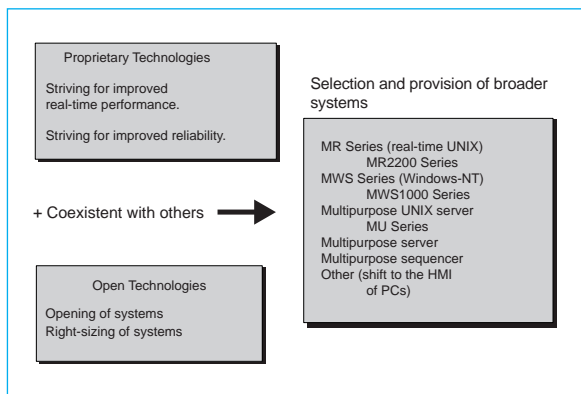 Proprietary Technologies
Striving for improved
real-time performance.
Striving for improved reliability.
+ Coexistent with others
Open Technologies
Opening of systems
Right-sizing of systems
Selection and provision of broader
systems
MR Series (real-time UNIX)
MR2200 Series
MWS Series (Windows-NT)
MWS1000 Series
Multipurpose UNIX server
MU Series
Multipurpose server
Multipurpose sequencer
Other (shift to the HMI
of PCs)